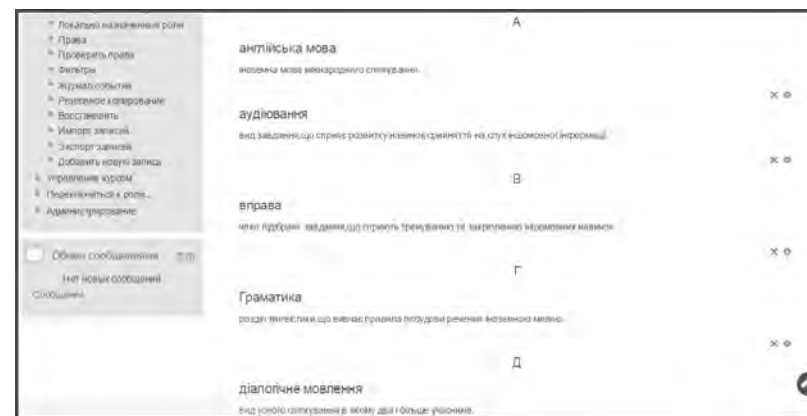 Локально назначенные роли
Права
Проверить права
Фильтры
Журнал событий
Резервное копирование
Восстановить
Импорт записей
Экспорт записей
Добавить новую запись
Управление курсом
Переключиться к роли...
Администрирование
Обмен сообщениями
Нет новых сообщений
Сообщения
А
англійська мова
іноземна мова міжнародного спілкування.
аудіювання
вид завдання, що сприяє розвитку навичок сприйняття на слух іншомовної інформації.
В
вправа
чітко підібрані завдання, що сприяють тренуванню та закріпленню іншомовних навичок
Г
Граматика
розділ лінгвістики що вивчає правила побудови речення іноземною мовою.
Д
діалогічне мовлення
вид усного спілкування в якому два і більше учасників.